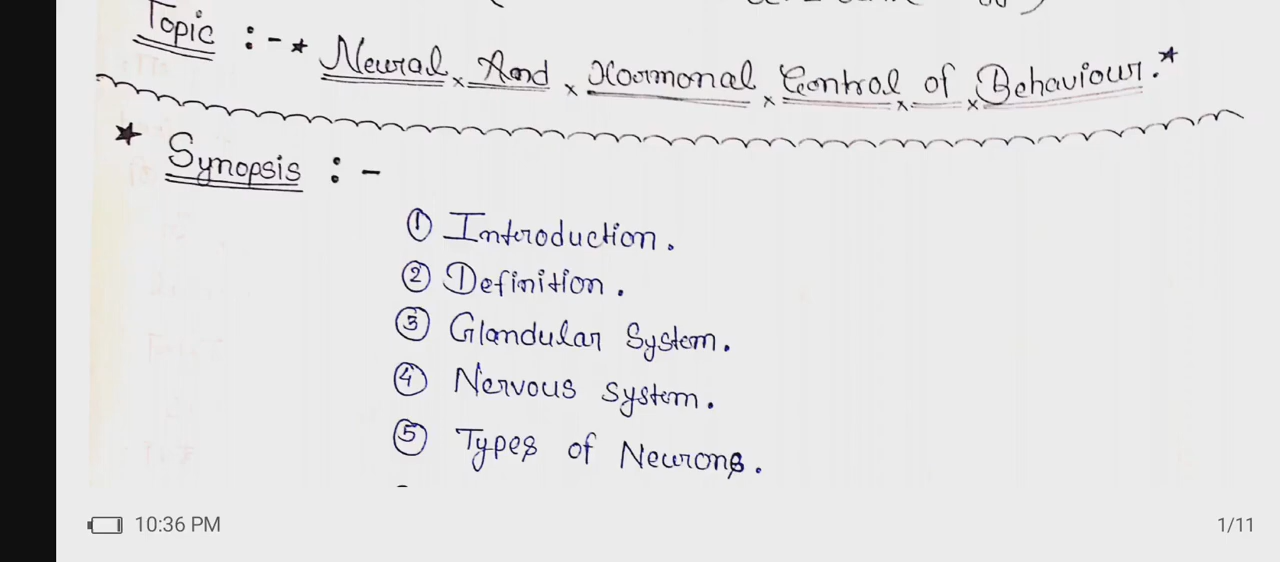 Topic :- * Neural And Hormonal Control of Behaviour. *
* Synopsis :-
① Introduction.
② Definition.
③ Glandular System.
④ Nervous system.
⑤ Types of Neurons.
10:36 PM
1/11